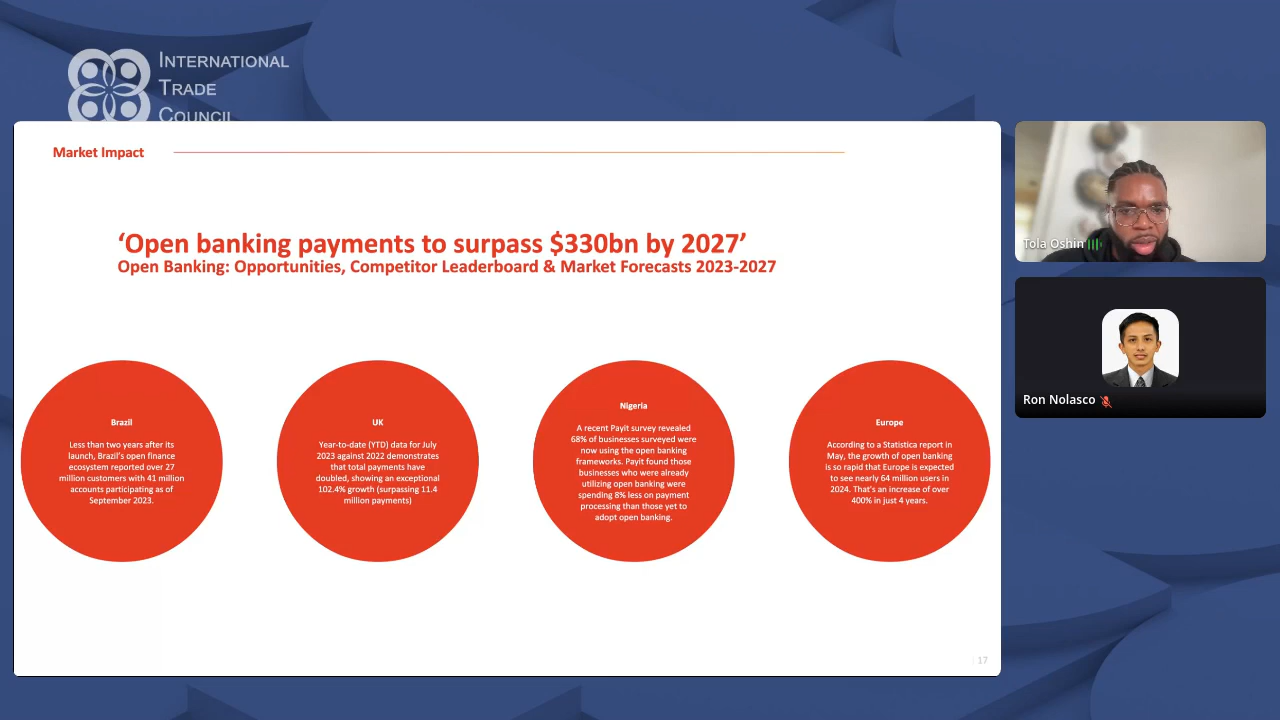 INTERNATIONAL
TRADE
COUNCIL
Market Impact
‘Open banking payments to surpass $330bn by 2027’
Open Banking: Opportunities, Competitor Leaderboard & Market Forecasts 2023-2027
Brazil
Less than two years after its
launch, Brazil's open finance
ecosystem reported over 27
million customers with 41 million
accounts participating as of
September 2023.
UK
Year-to-date (YTD) data for July
2023 against 2022 demonstrates
that total payments have
doubled, showing an exceptional
102.4% growth (surpassing 11.4
million payments)
Nigeria
A recent Payit survey revealed
68% of businesses surveyed were
now using the open banking
frameworks. Payit found those
businesses who were already
utilizing open banking were
spending 8% less on payment
processing than those yet to
adopt open banking.
Europe
According to a Statistica report in
May, the growth of open banking
is so rapid that Europe is expected
to see nearly 64 million users in
2024. That's an increase of over
400% in just 4 years.
17
Tola Oshin
Ron Nolasco